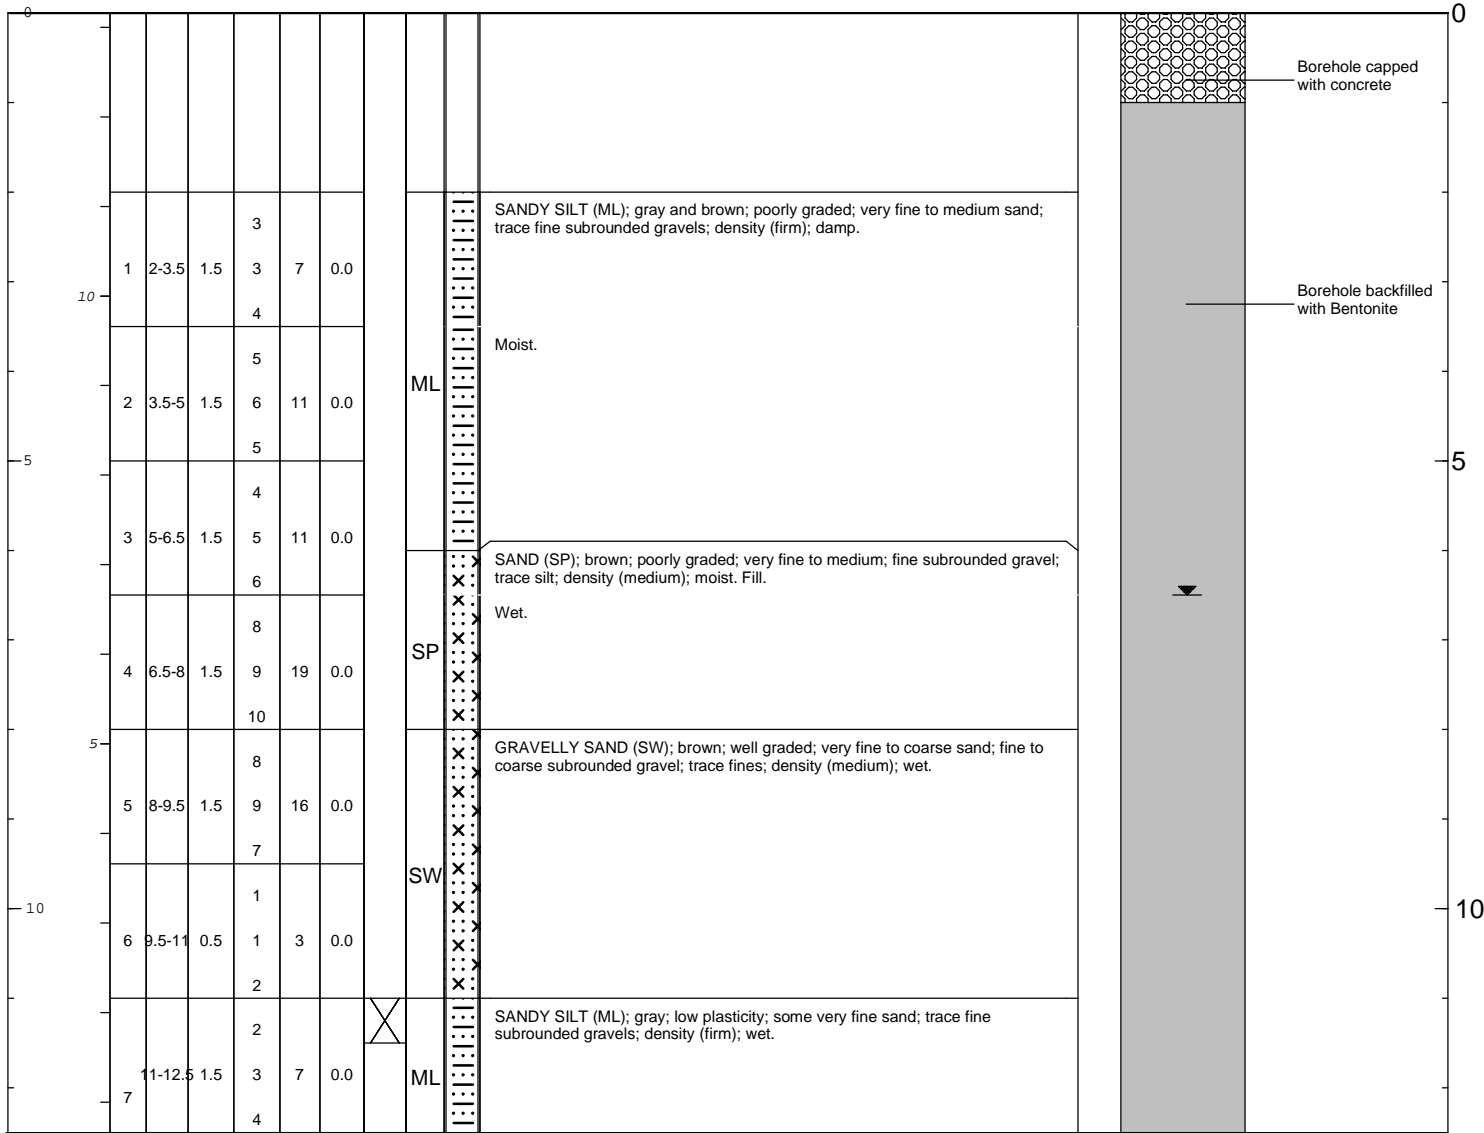 0
0
Borehole capped
with concrete
SANDY SILT (ML); gray and brown; poorly graded; very fine to medium sand;
trace fine subrounded gravels; density (firm); damp.
3
1 2-3.5 1.5 3 7 0.0
10
4
Borehole backfilled
with Bentonite
Moist.
5
ML
2 3.5-5 1.5 6 11 0.0
5
5
5
4
3 5-6.5 1.5 5 11 0.0
6
SAND (SP); brown; poorly graded; very fine to medium; fine subrounded gravel;
trace silt; density (medium); moist. Fill.
Wet.
8
SP
4 6.5-8 1.5 9 19 0.0
10
5
GRAVELLY SAND (SW); brown; well graded; very fine to coarse sand; fine to
coarse subrounded gravel; trace fines; density (medium); wet.
8
5 8-9.5 1.5 9 16 0.0
7
SW
1
10
10
6 9.5-11 0.5 1 3 0.0
2
SANDY SILT (ML); gray; low plasticity; some very fine sand; trace fine
subrounded gravels; density (firm); wet.
2
7 11-12.5 1.5 3 7 0.0
ML
4